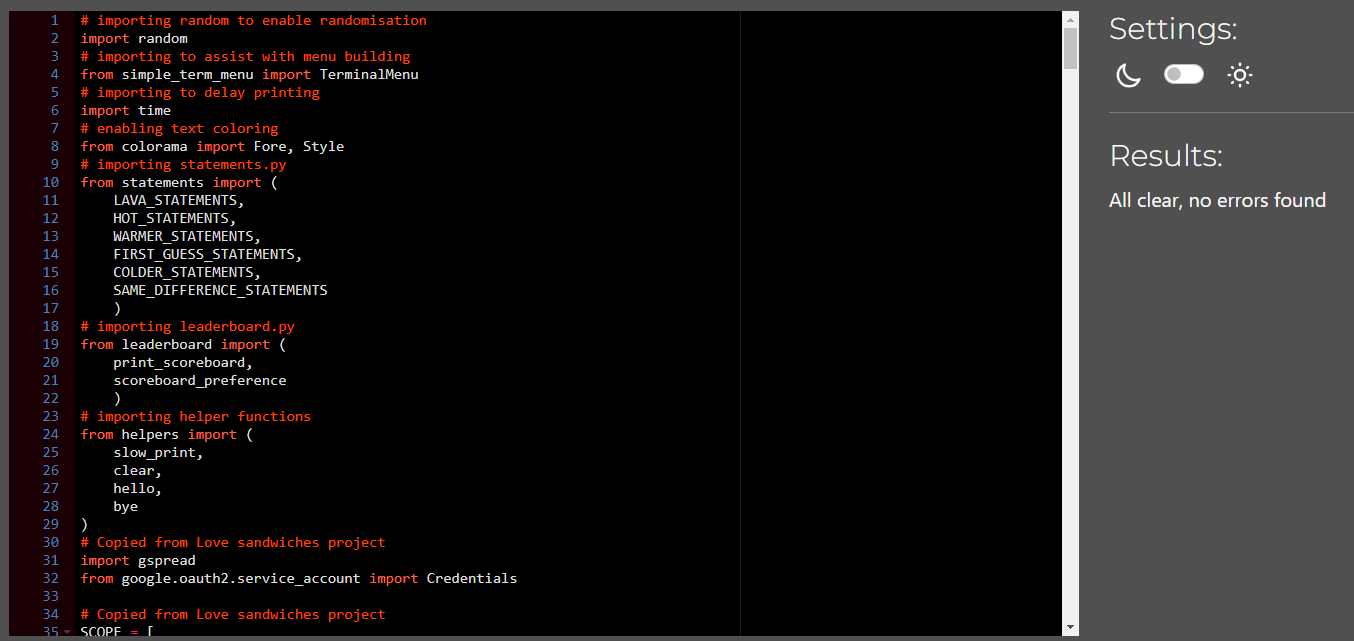 1 # importing random to enable randomisation
2 import random
3 # importing to assist with menu building
4 from simple_term_menu import TerminalMenu
5 # importing to delay printing
6 import time
7 # enabling text coloring
8 from colorama import Fore, Style
9 # importing statements.py
10 from statements import (
11     LAVA_STATEMENTS,
12     HOT_STATEMENTS,
13     WARMER_STATEMENTS,
14     FIRST_GUESS_STATEMENTS,
15     COLDER_STATEMENTS,
16     SAME_DIFFERENCE_STATEMENTS
17     )
18 # importing leaderboard.py
19 from leaderboard import (
20     print_scoreboard,
21     scoreboard_preference
22     )
23 # importing helper functions
24 from helpers import (
25     slow_print,
26     clear,
27     hello,
28     bye
29 )
30 # Copied from Love sandwiches project
31 import gspread
32 from google.oauth2.service_account import Credentials
33
34 # Copied from Love sandwiches project
35 SCOPE = [
Settings:
Results:
All clear, no errors found